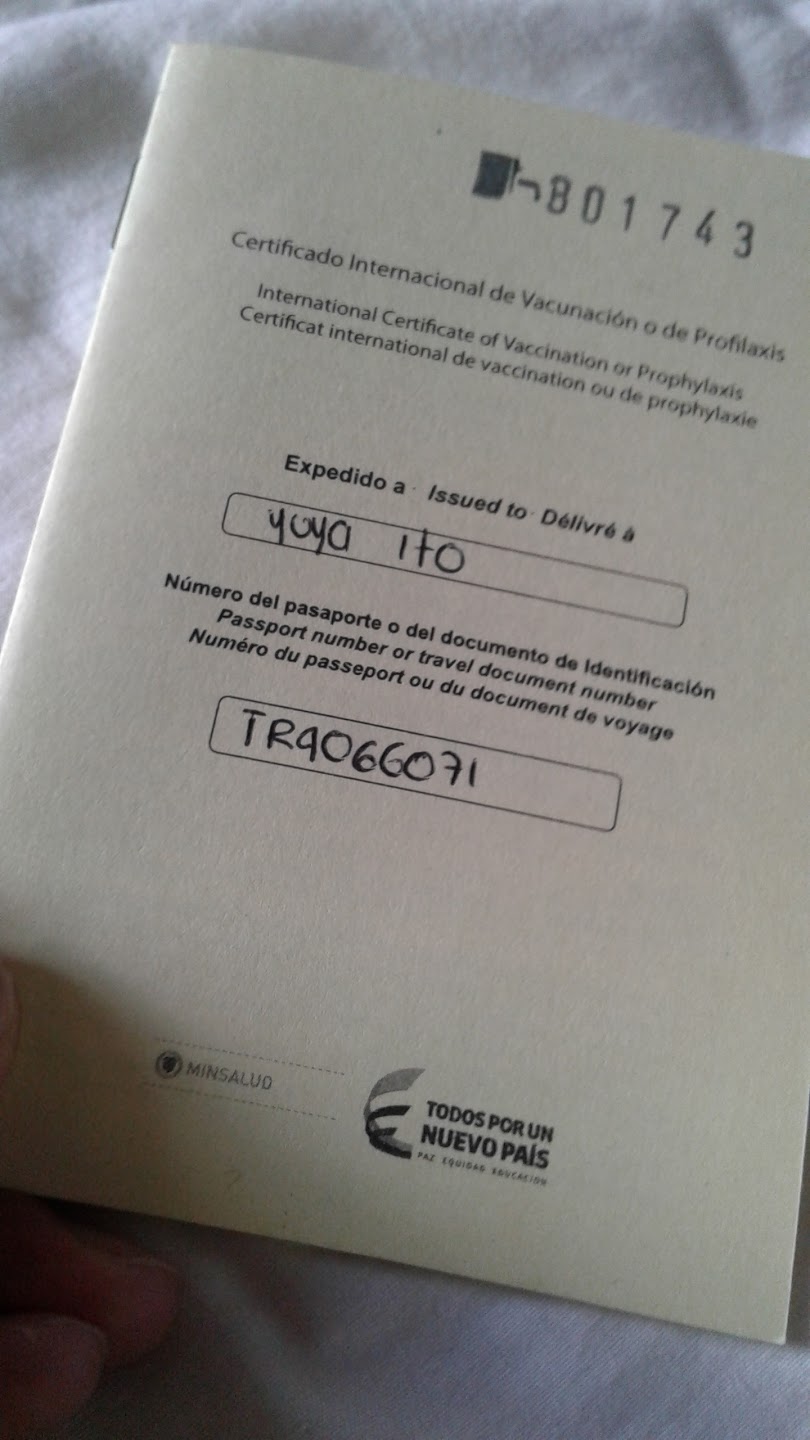 801743
Certificado Internacional de Vacunación o de Profilaxis
International Certificate of Vaccination or Prophylaxis
Certificat international de vaccination ou de prophylaxie
Expedido a · Issued to · Délivré à
yuya ito
Número del pasaporte o del documento de Identificación
Passport number or travel document number
Numéro du passeport ou du document de voyage
TR9066071
MINSALUD
TODOS POR UN
NUEVO PAÍS
PAZ EQUIDAD EDUCACIÓN